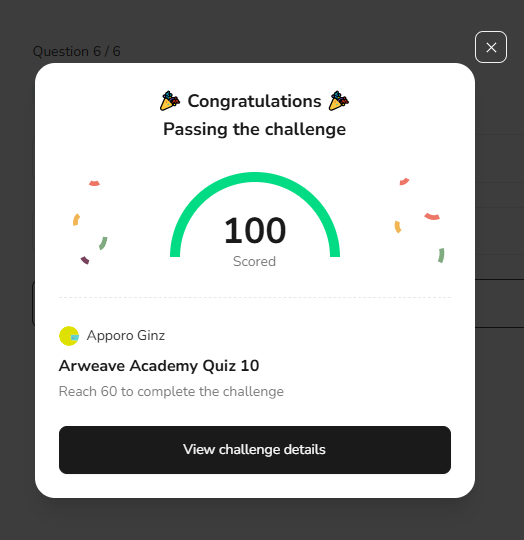 Question 6 / 6
🎉 Congratulations 🎉
Passing the challenge
100
Scored
Apporo Ginz
Arweave Academy Quiz 10
Reach 60 to complete the challenge
View challenge details